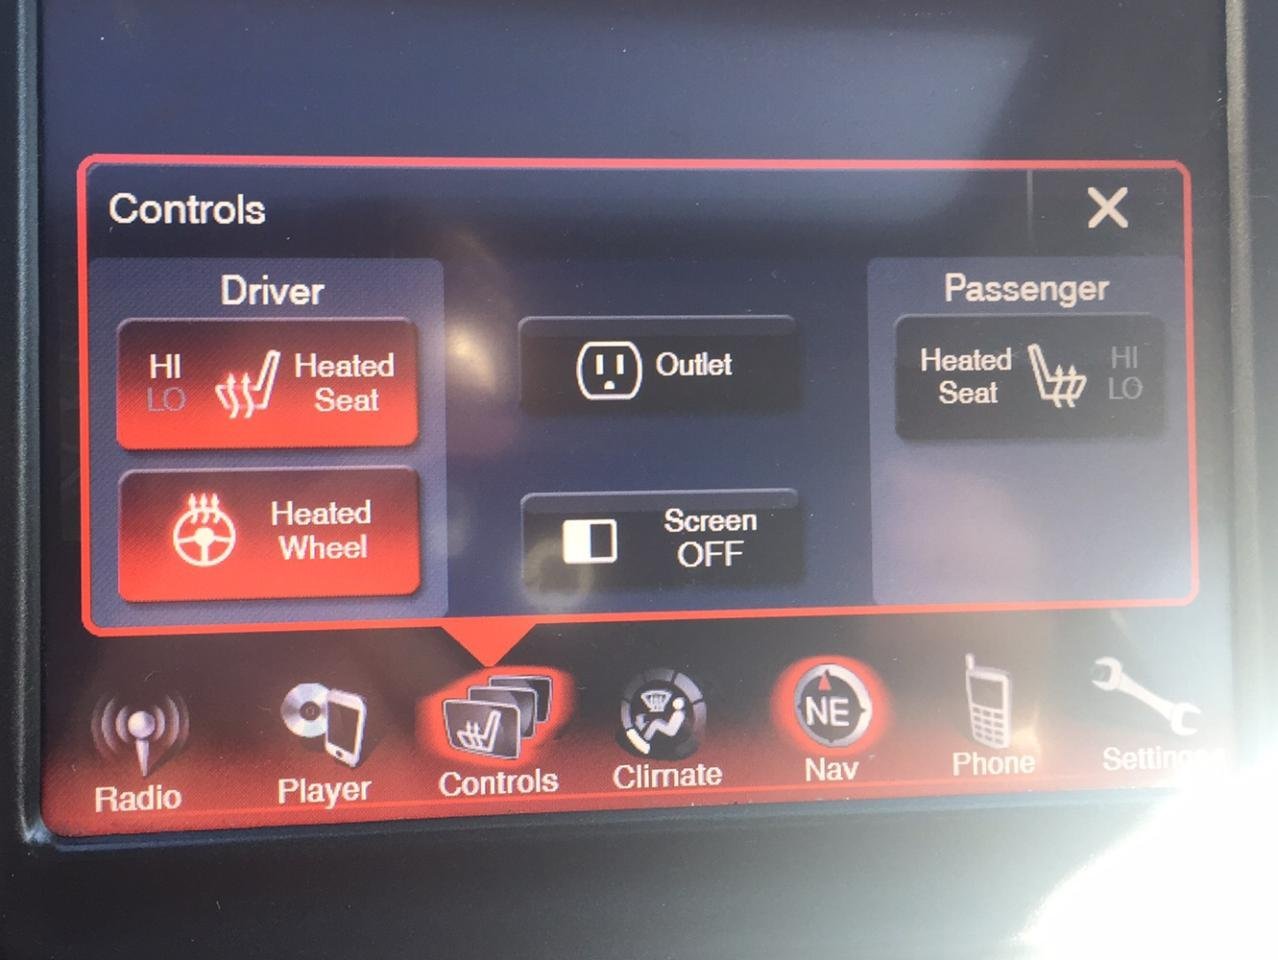 Controls
Driver
Passenger
HI
LO
Heated
Seat
Outlet
Heated
Seat
HI
LO
Heated
Wheel
Screen
OFF
Radio
Player
Controls
Climate
NE
Nav
Phone
Settings